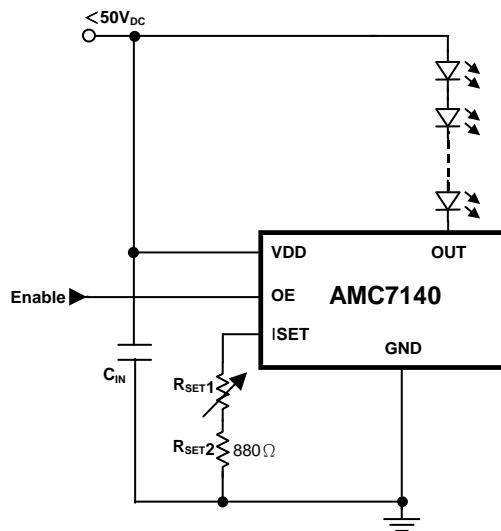 <50VDC
VDD
OUT
Enable
OE
AMC7140
ISET
GND
CIN
RSET1
RSET2 880Ω